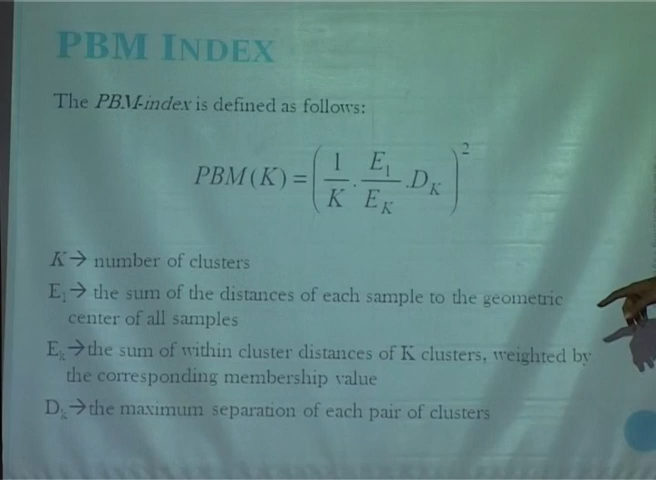 PBM INDEX
The PBM-index is defined as follows:
PBM(K) = ( 1/K . E₁/E_K . D_K )²
K→ number of clusters
E₁→ the sum of the distances of each sample to the geometric
center of all samples
Eₖ→the sum of within cluster distances of K clusters, weighted by
the corresponding membership value
Dₖ→the maximum separation of each pair of clusters